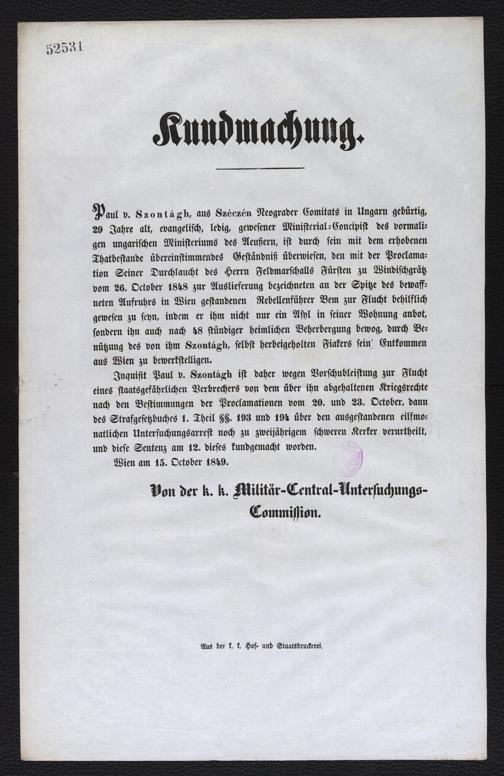 52531
Kundmachung.
Paul v. Szontágh, aus Széczén Neograder Comitats in Ungarn gebürtig,
29 Jahre alt, evangelisch, ledig, gewesener Ministerial-Concipist des vormali-
gen ungarischen Ministeriums des Aeußern, ist durch sein mit dem erhobenen
Thatbestande übereinstimmendes Geständniß überwiesen, den mit der Proclama-
tion Seiner Durchlaucht des Herrn Feldmarschalls Fürsten zu Windischgrätz
vom 26. October 1848 zur Auslieferung bezeichneten an der Spitze des bewaff-
neten Aufruhrs in Wien gestandenen Rebellenführer Bem zur Flucht behilflich
gewesen zu seyn, indem er ihm nicht nur ein Asyl in seiner Wohnung anbot,
sondern ihn auch nach 48 stündiger heimlichen Beherbergung bewog, durch Be-
nützung des von ihm Szontágh, selbst herbeigeholten Fiakers sein Entkommen
aus Wien zu bewerkstelligen.
Inquisit Paul v. Szontágh ist daher wegen Vorschubleistung zur Flucht
eines staatsgefährlichen Verbrechers von dem über ihn abgehaltenen Kriegsrechte
nach den Bestimmungen der Proclamationen vom 20. und 23. October, dann
des Strafgesetzbuches 1. Theil §§. 193 und 194 über den ausgestandenen eilfmo-
natlichen Untersuchungsarrest noch zu zweijährigem schweren Kerker verurtheilt,
und diese Sentenz am 12. dieses kundgemacht worden.
Wien am 15. October 1849.
Von der k. k. Militär-Central-Untersuchungs-
Commission.
Aus der k. k. Hof- und Staatsdruckerei.